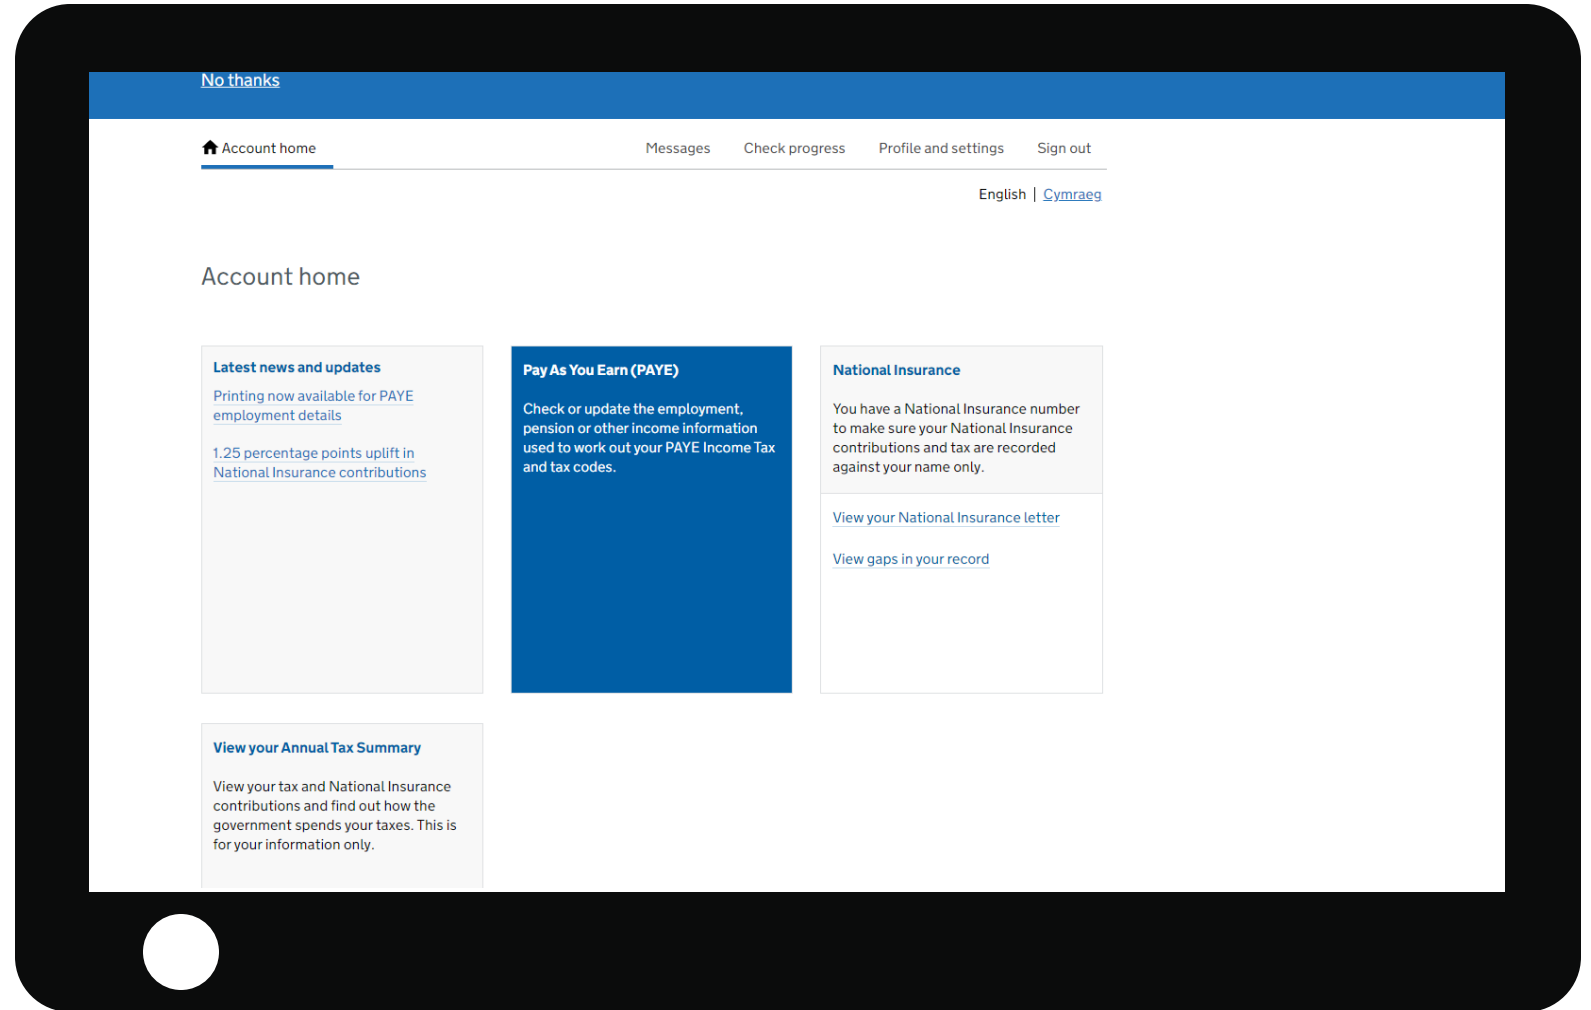 No thanks
Account home
Messages
Check progress
Profile and settings
Sign out
English | Cymraeg
Account home
Latest news and updates
Printing now available for PAYE
employment details
1.25 percentage points uplift in
National Insurance contributions
Pay As You Earn (PAYE)
Check or update the employment,
pension or other income information
used to work out your PAYE Income Tax
and tax codes.
National Insurance
You have a National Insurance number
to make sure your National Insurance
contributions and tax are recorded
against your name only.
View your National Insurance letter
View gaps in your record
View your Annual Tax Summary
View your tax and National Insurance
contributions and find out how the
government spends your taxes. This is
for your information only.